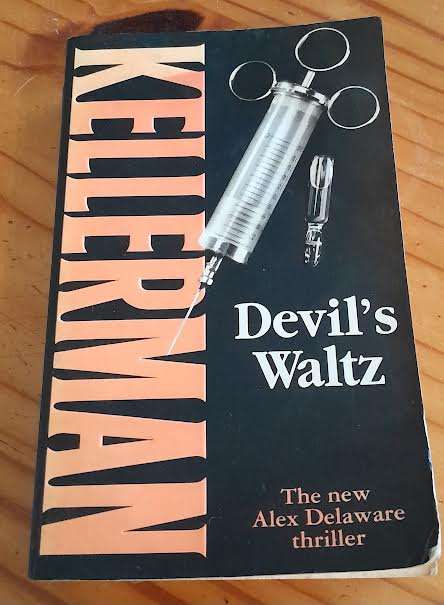 KELLERMAN
Devil's
Waltz
The new
Alex Delaware
thriller